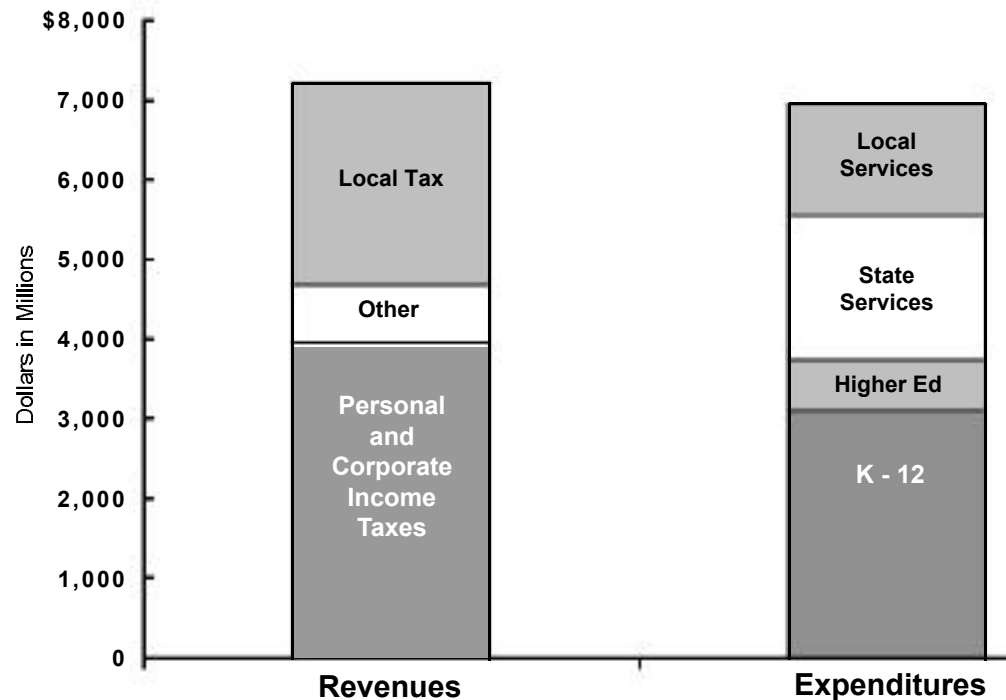 $8,000
7,000
6,000
5,000
4,000
3,000
2,000
1,000
0
Dollars in Millions
Local Tax
Other
Personal
and
Corporate
Income
Taxes
Revenues
Local
Services
State
Services
Higher Ed
K - 12
Expenditures